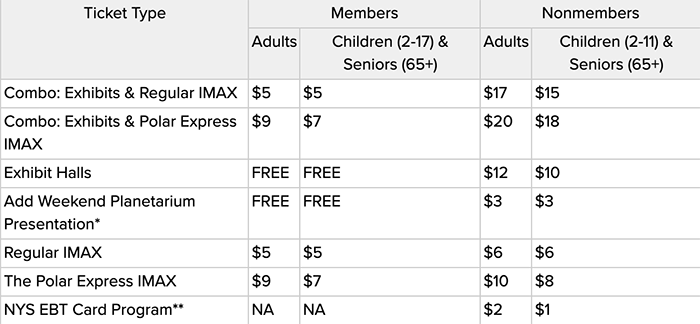 Ticket Type Members Nonmembers
Adults Children (2-17) & Adults Children (2-11) &
Seniors (65+) Seniors (65+)
Combo: Exhibits & Regular IMAX $5 $5 $17 $15
Combo: Exhibits & Polar Express $9 $7 $20 $18
IMAX
Exhibit Halls FREE FREE $12 $10
Add Weekend Planetarium FREE FREE $3 $3
Presentation*
Regular IMAX $5 $5 $6 $6
The Polar Express IMAX $9 $7 $10 $8
NYS EBT Card Program** NA NA $2 $1